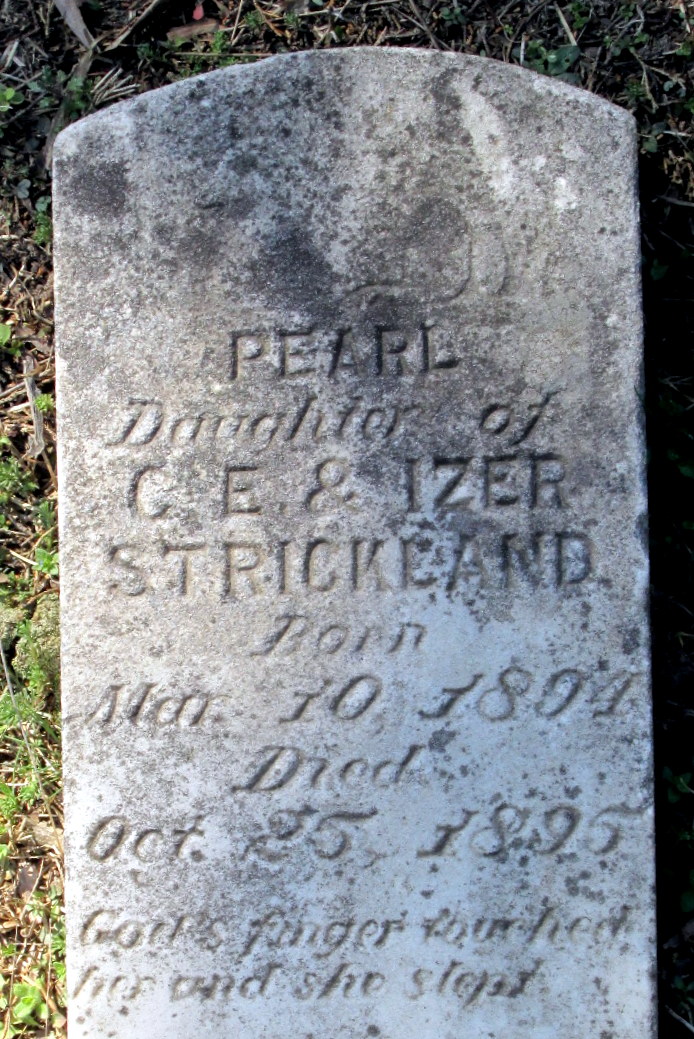 PEARL
Daughter of
C. E. & IZER
STRICKLAND.
Born
Mar. 10, 1894
Died
Oct. 25, 1895
God's finger touched
her and she slept